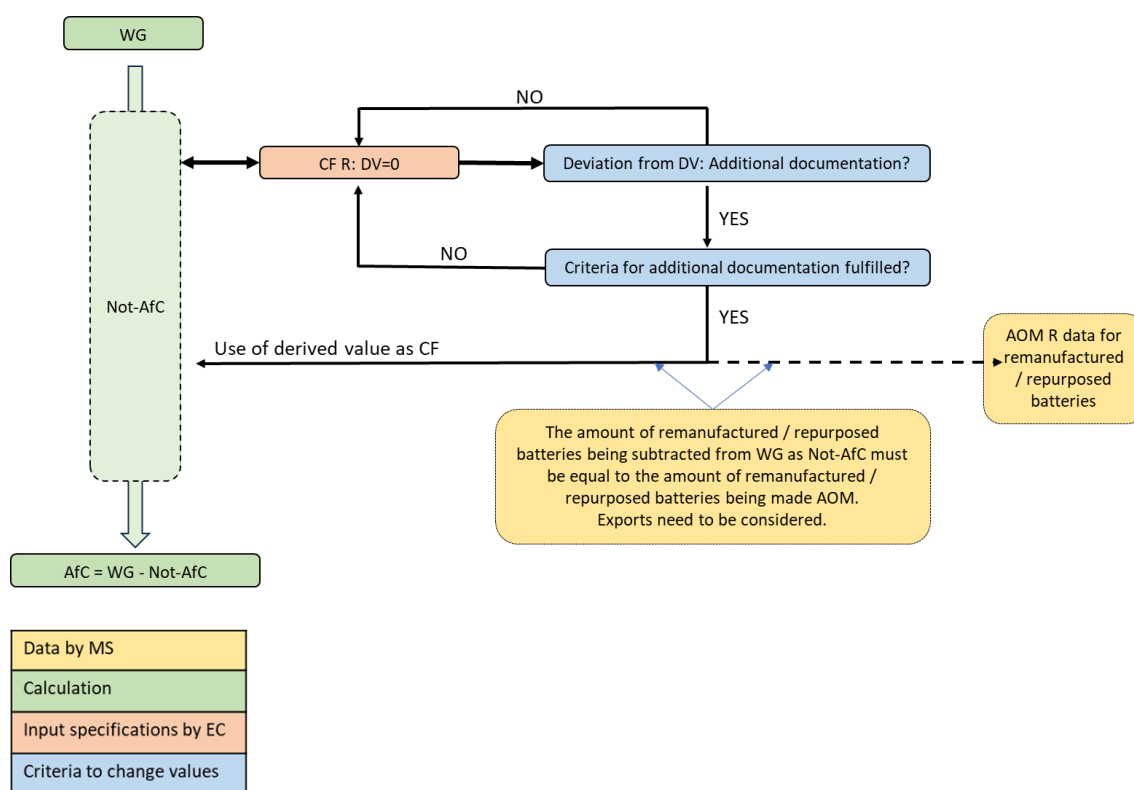 WG
NO
CF R: DV=0
Deviation from DV: Additional documentation?
YES
NO
Criteria for additional documentation fulfilled?
Not-AfC
YES
Use of derived value as CF
AOM R data for
remanufactured
/ repurposed
batteries
The amount of remanufactured / repurposed
batteries being subtracted from WG as Not-AfC must
be equal to the amount of remanufactured /
repurposed batteries being made AOM.
Exports need to be considered.
AfC = WG - Not-AfC
Data by MS
Calculation
Input specifications by EC
Criteria to change values